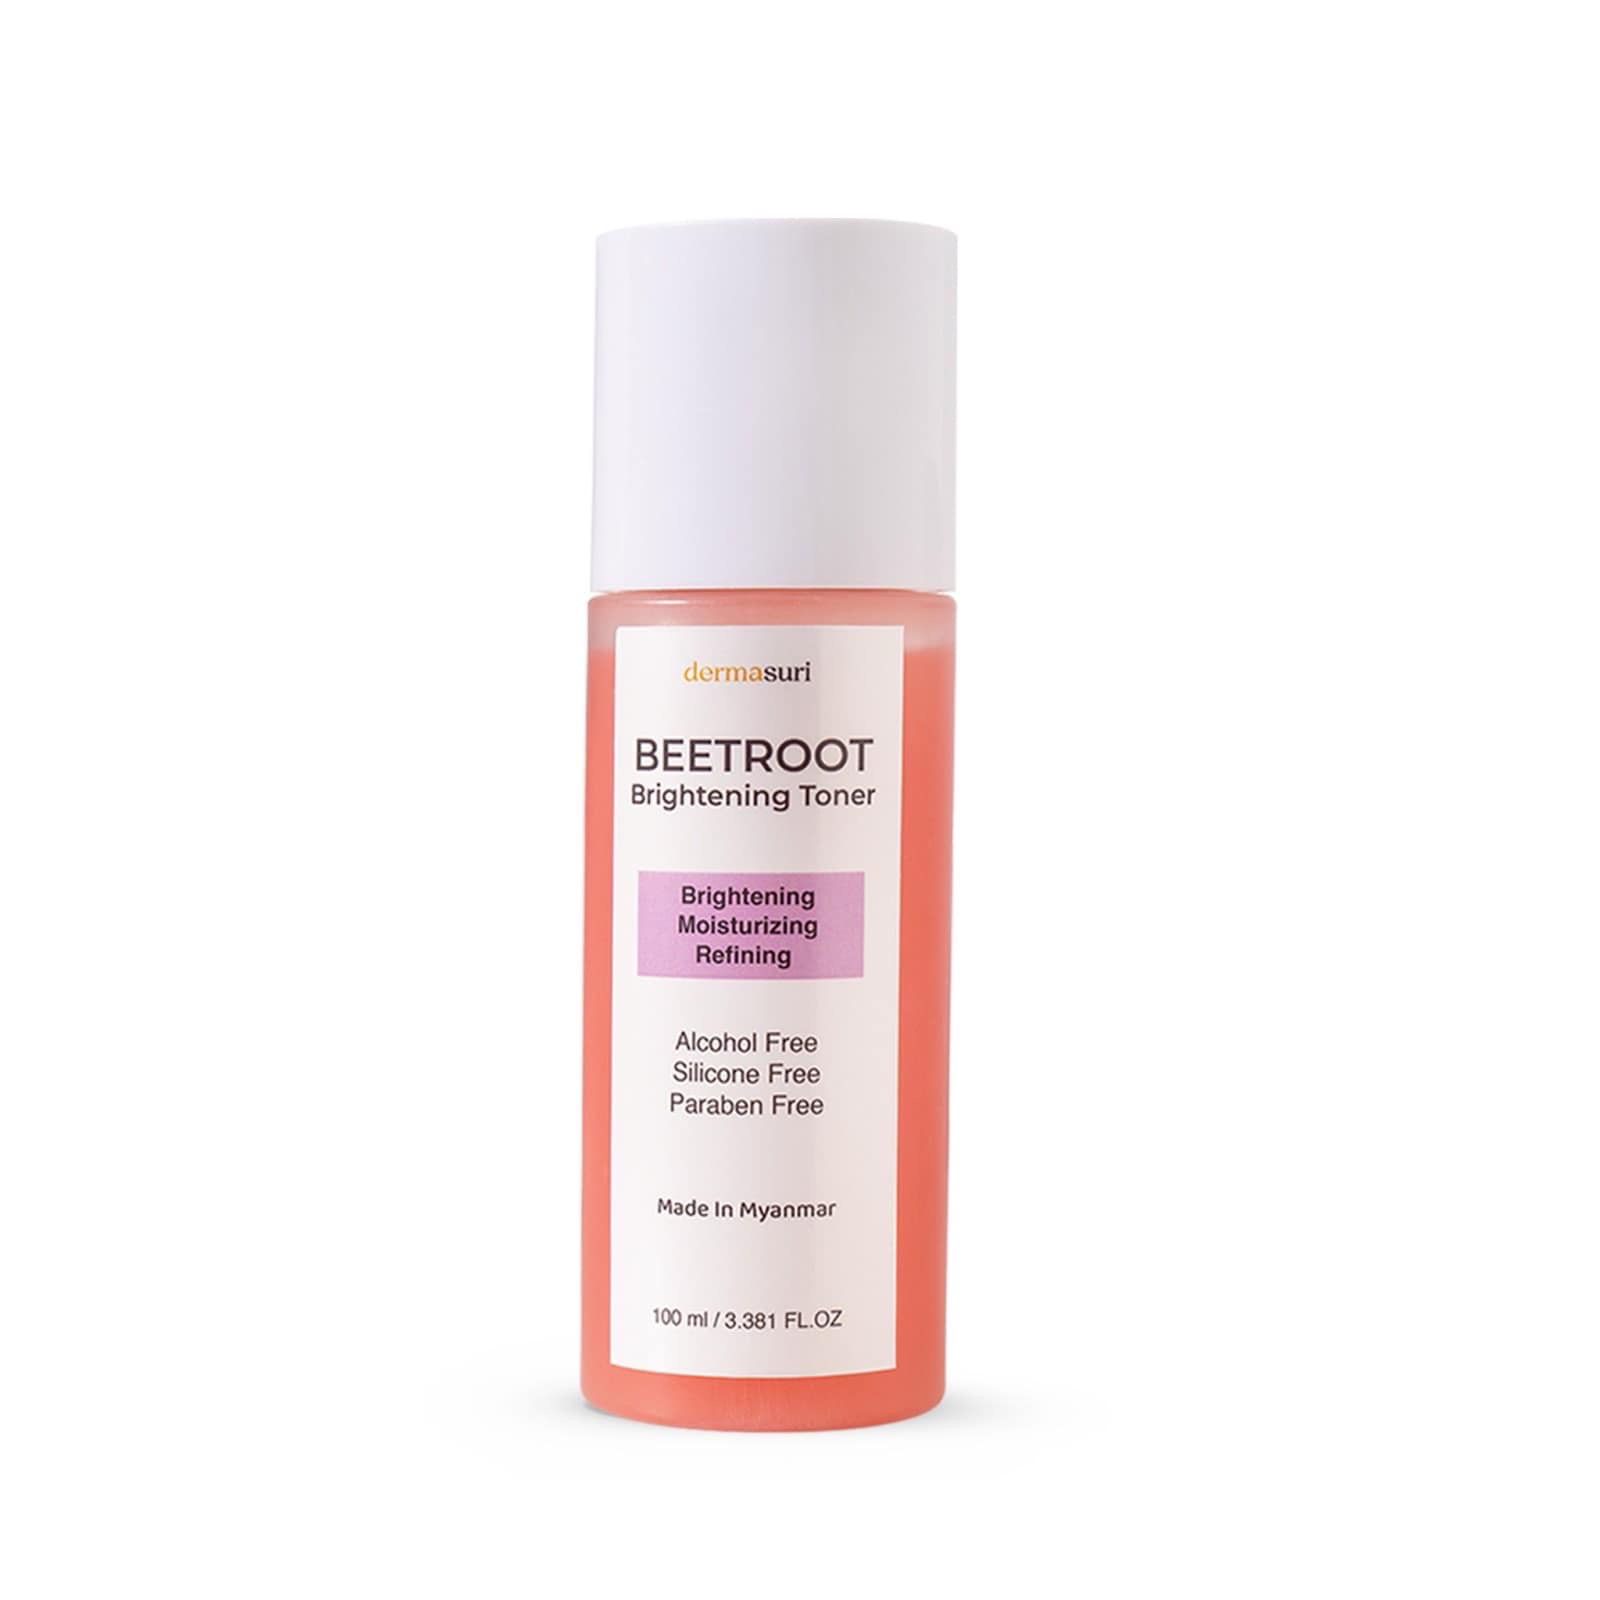 dermasuri
BEETROOT
Brightening Toner
Brightening
Moisturizing
Refining
Alcohol Free
Silicone Free
Paraben Free
Made In Myanmar
100 ml / 3.381 FL.OZ